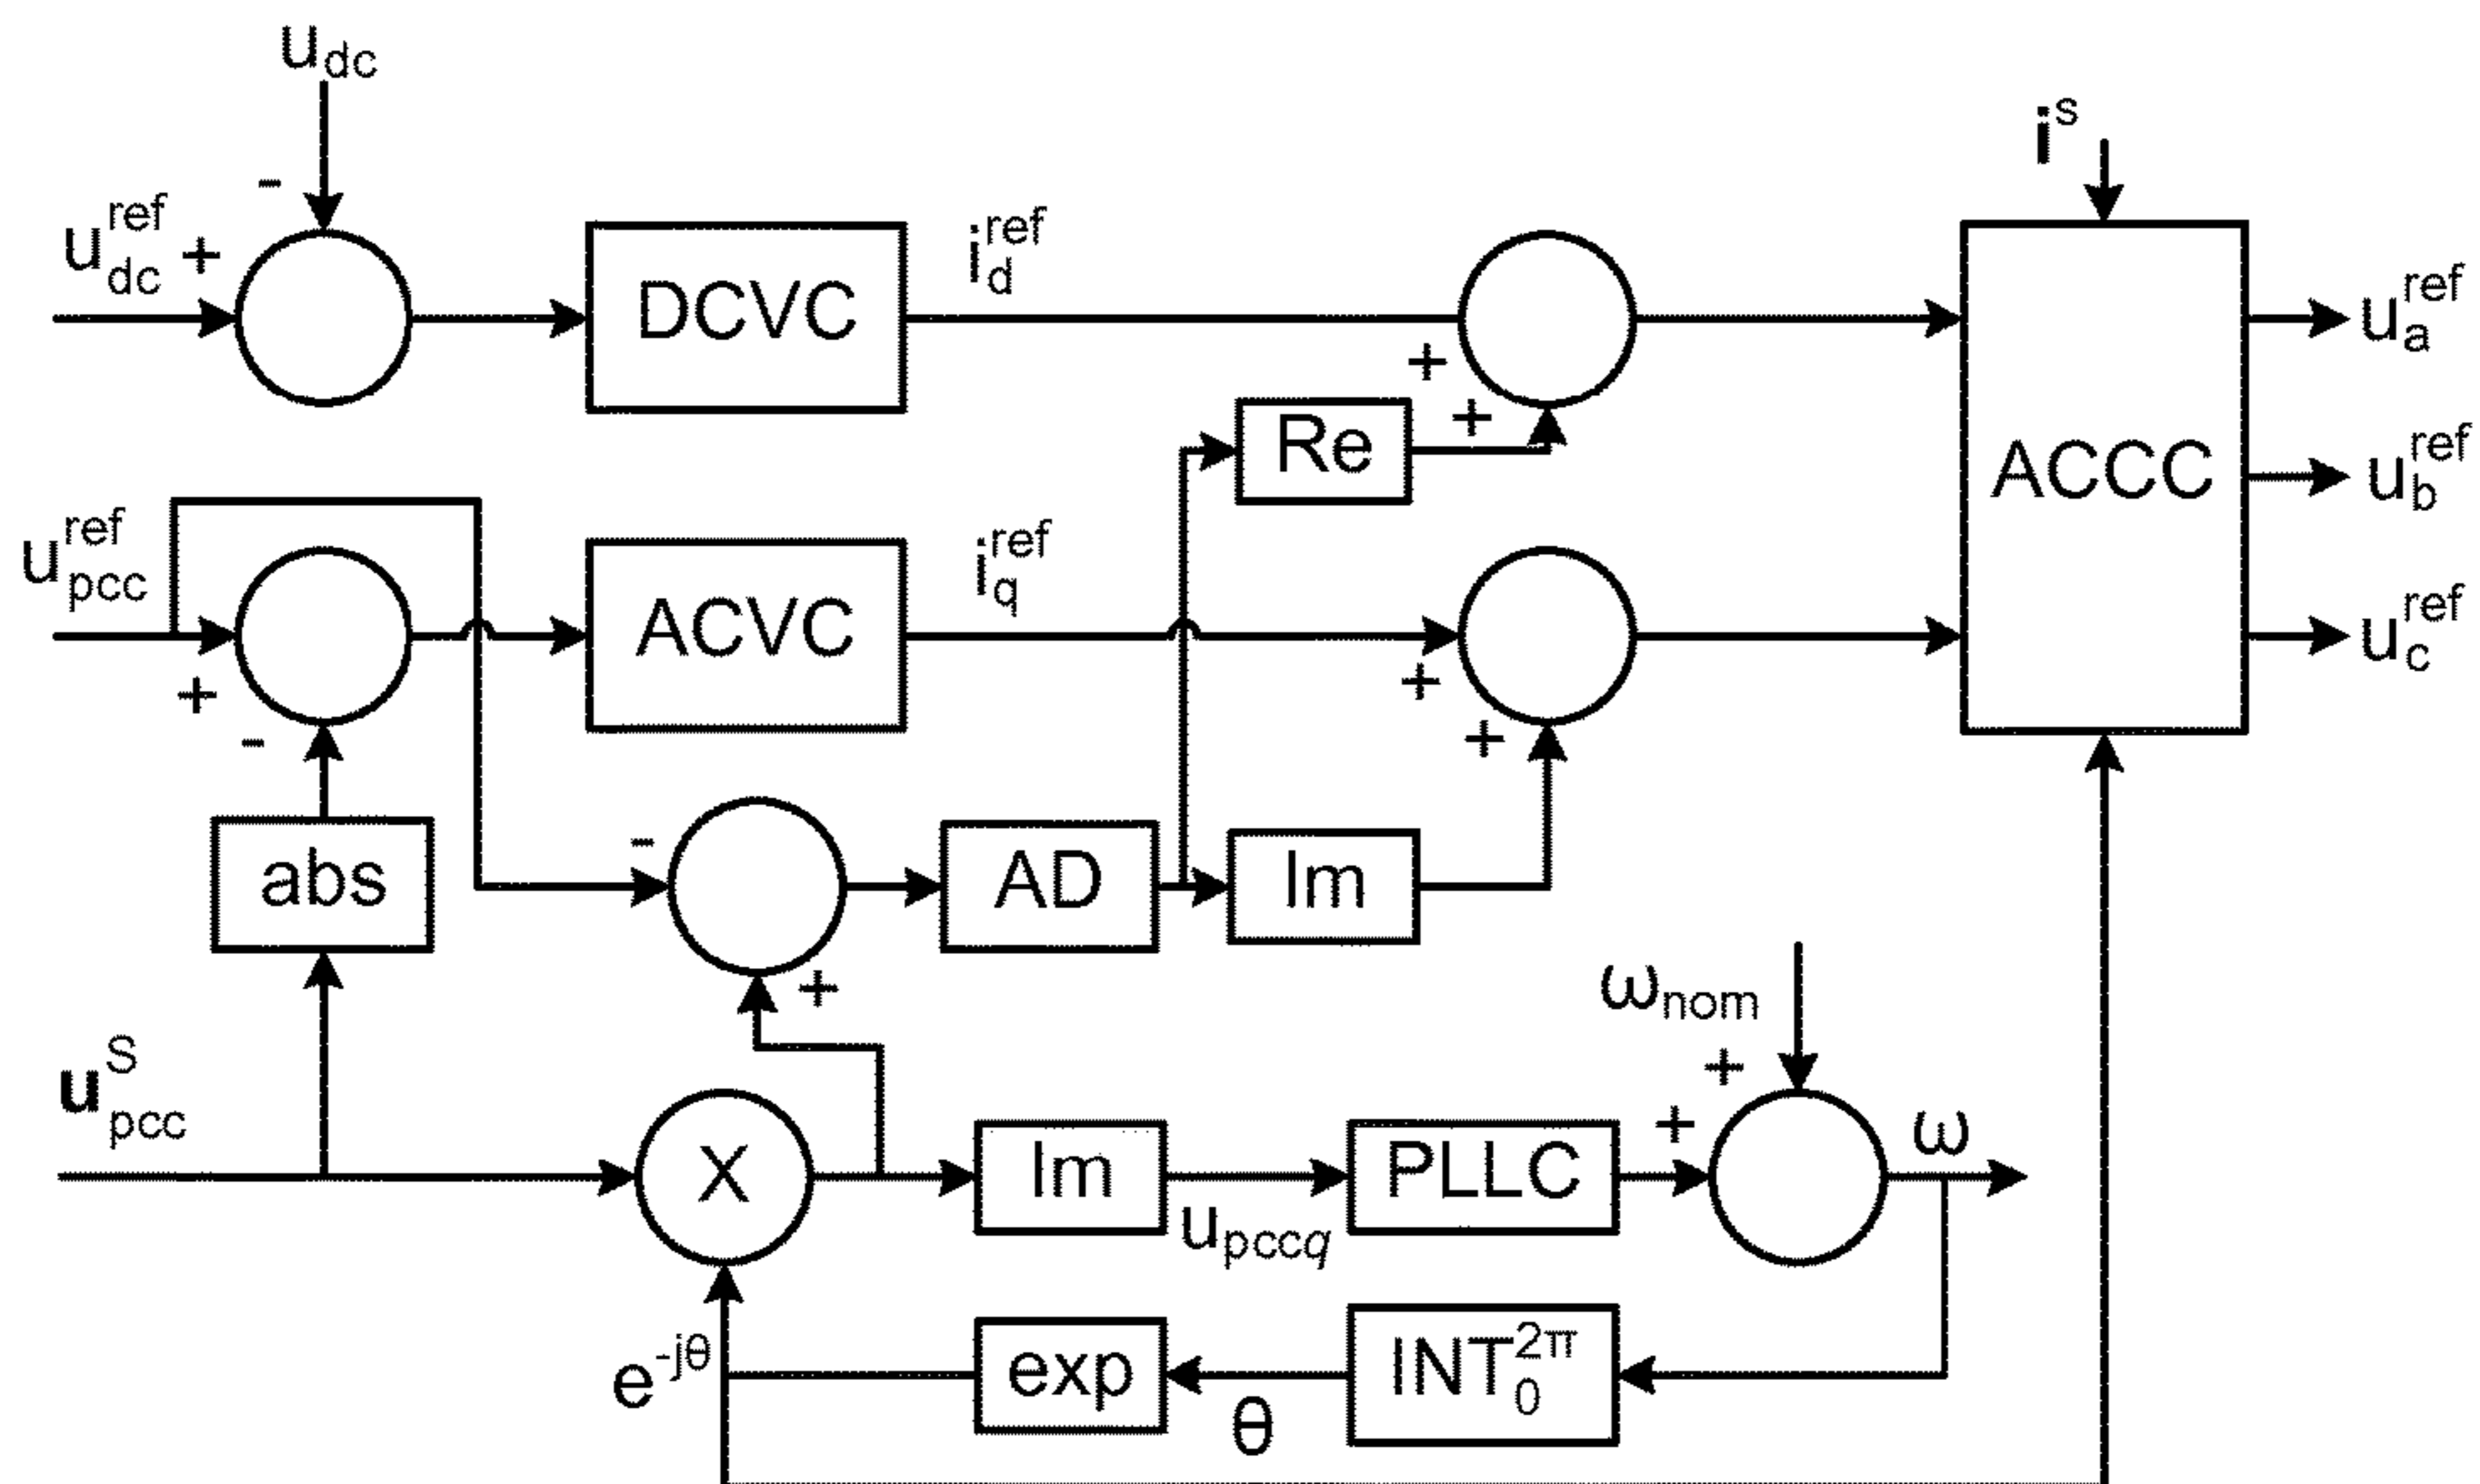 u_dc
-
u_dc^ref
+
DCVC
i_d^ref
+
+
Re
i^s
ACCC
u_a^ref
u_b^ref
u_c^ref
u_pcc^ref
+
-
ACVC
i_q^ref
+
+
abs
-
+
AD
Im
u_pcc^S
X
Im
u_pccq
PLLC
+
+
ω_nom
ω
e^-jθ
exp
θ
INT_0^2π